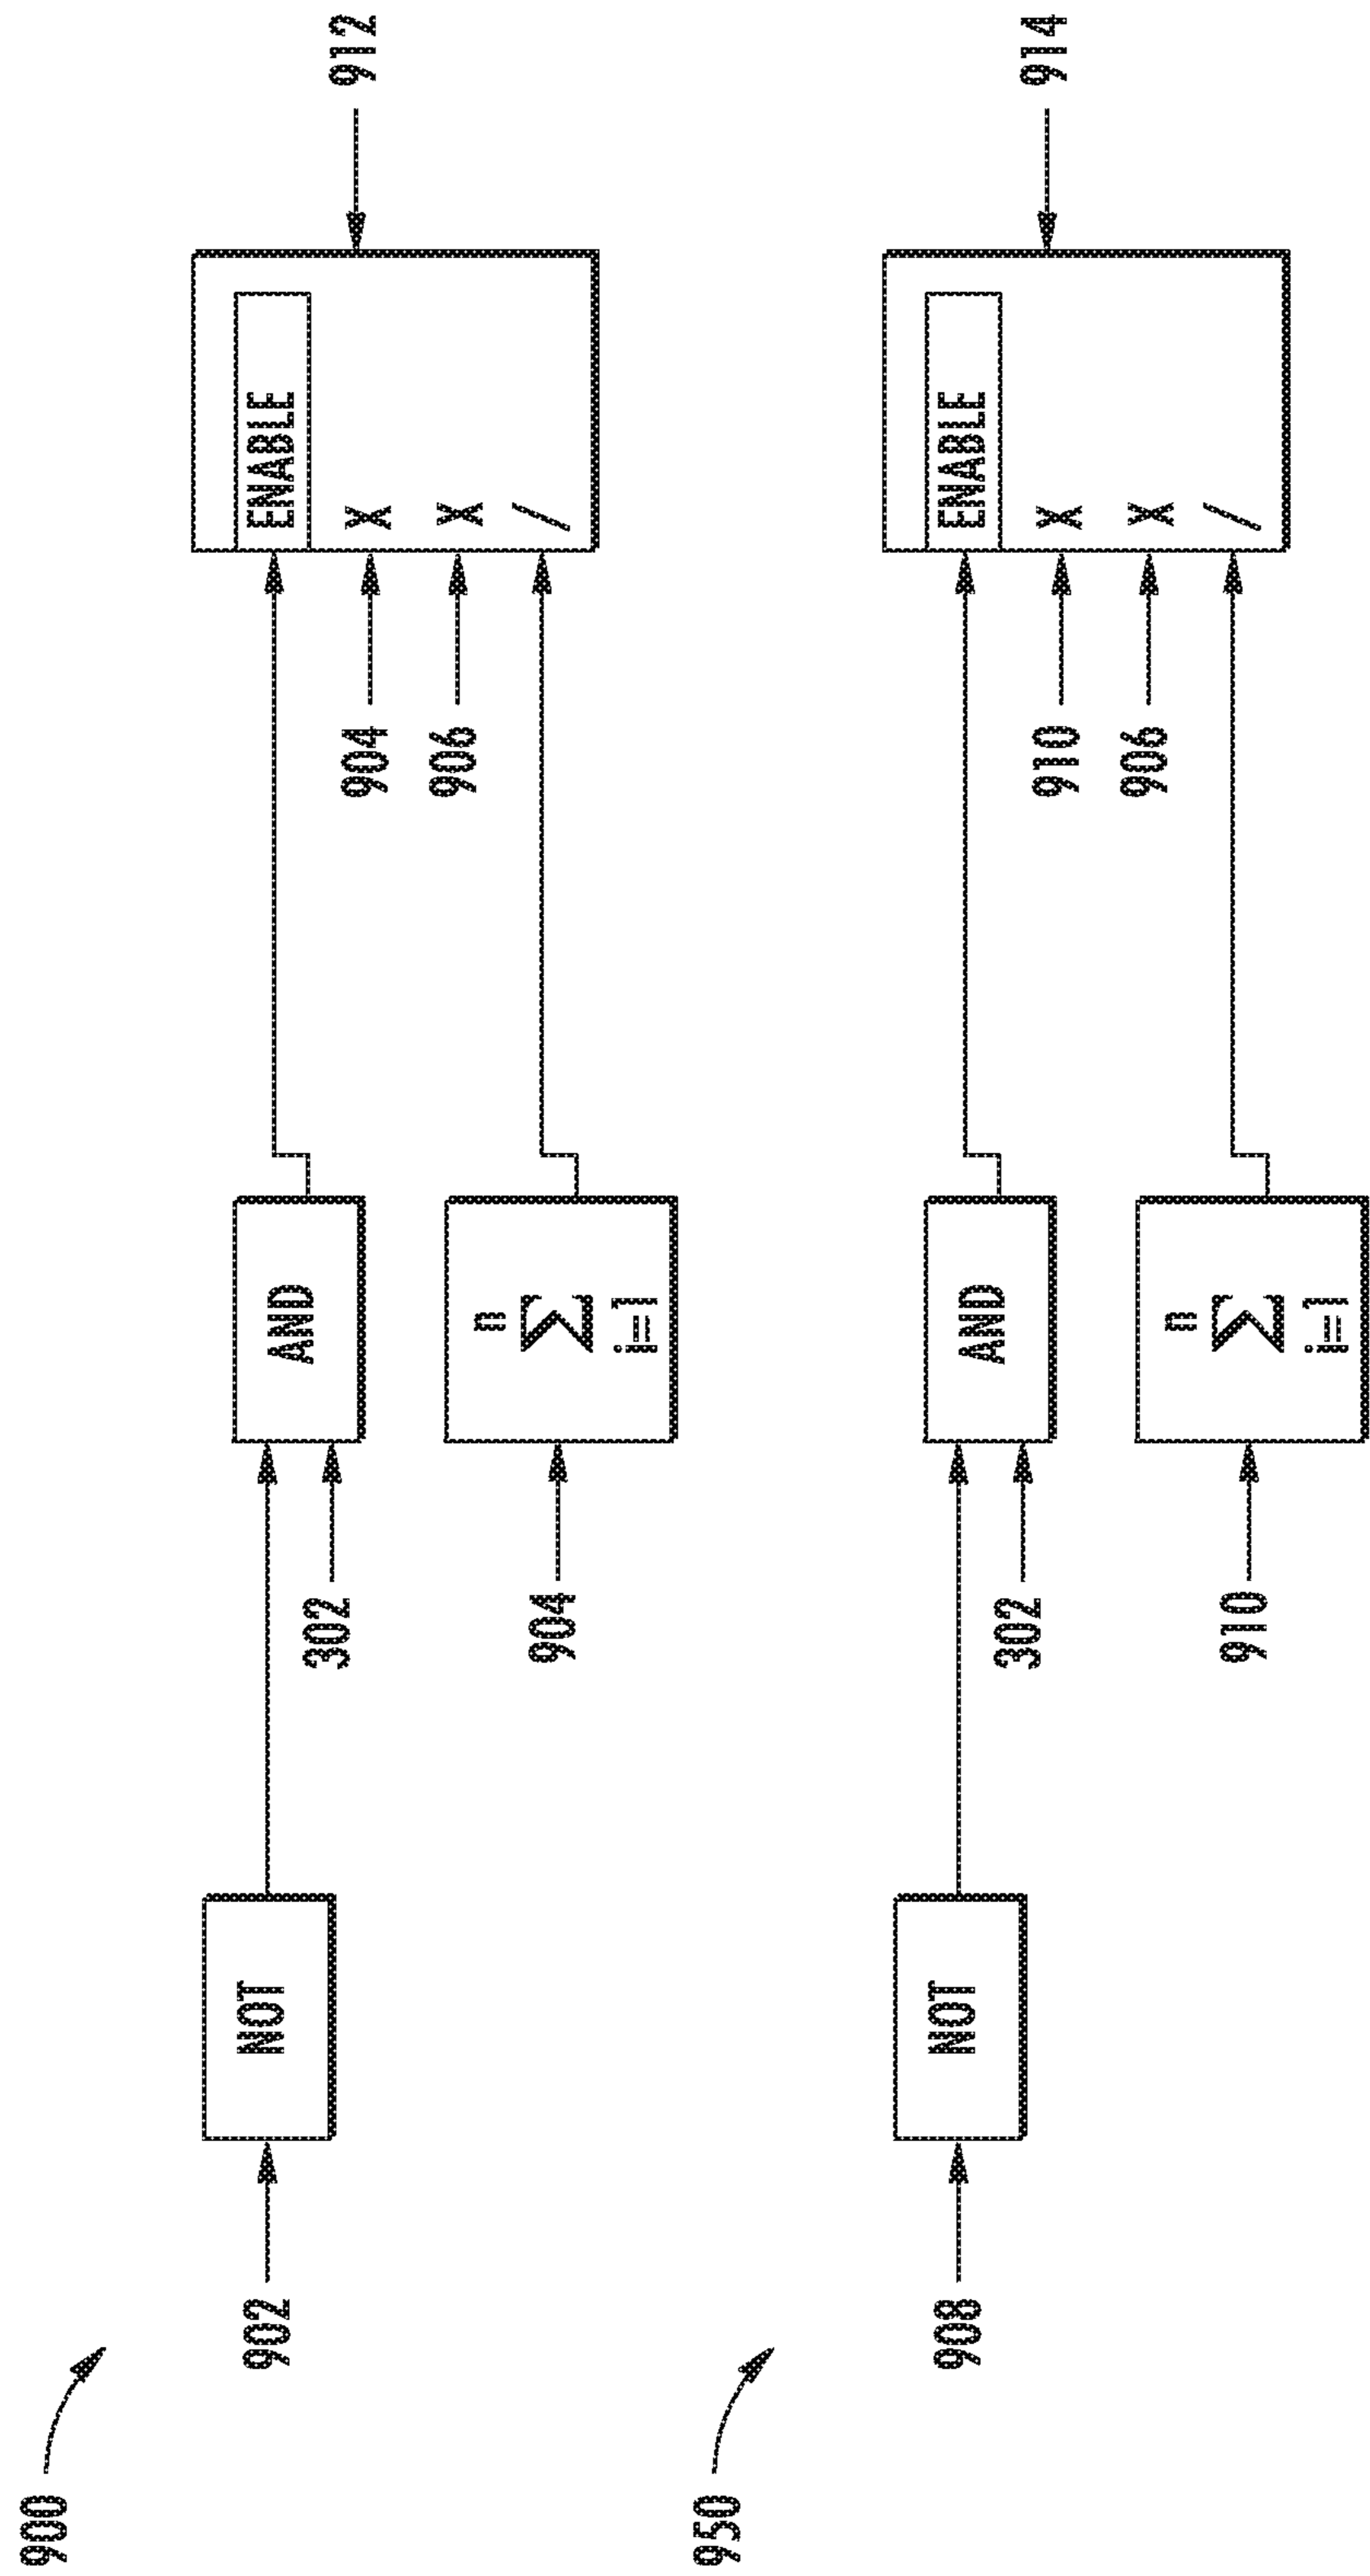 900
902
NOT
302
AND
904
n
Σ
i=1
904
906
ENABLE
X
X
/
912
950
908
NOT
302
AND
910
n
Σ
i=1
910
906
ENABLE
X
X
/
914